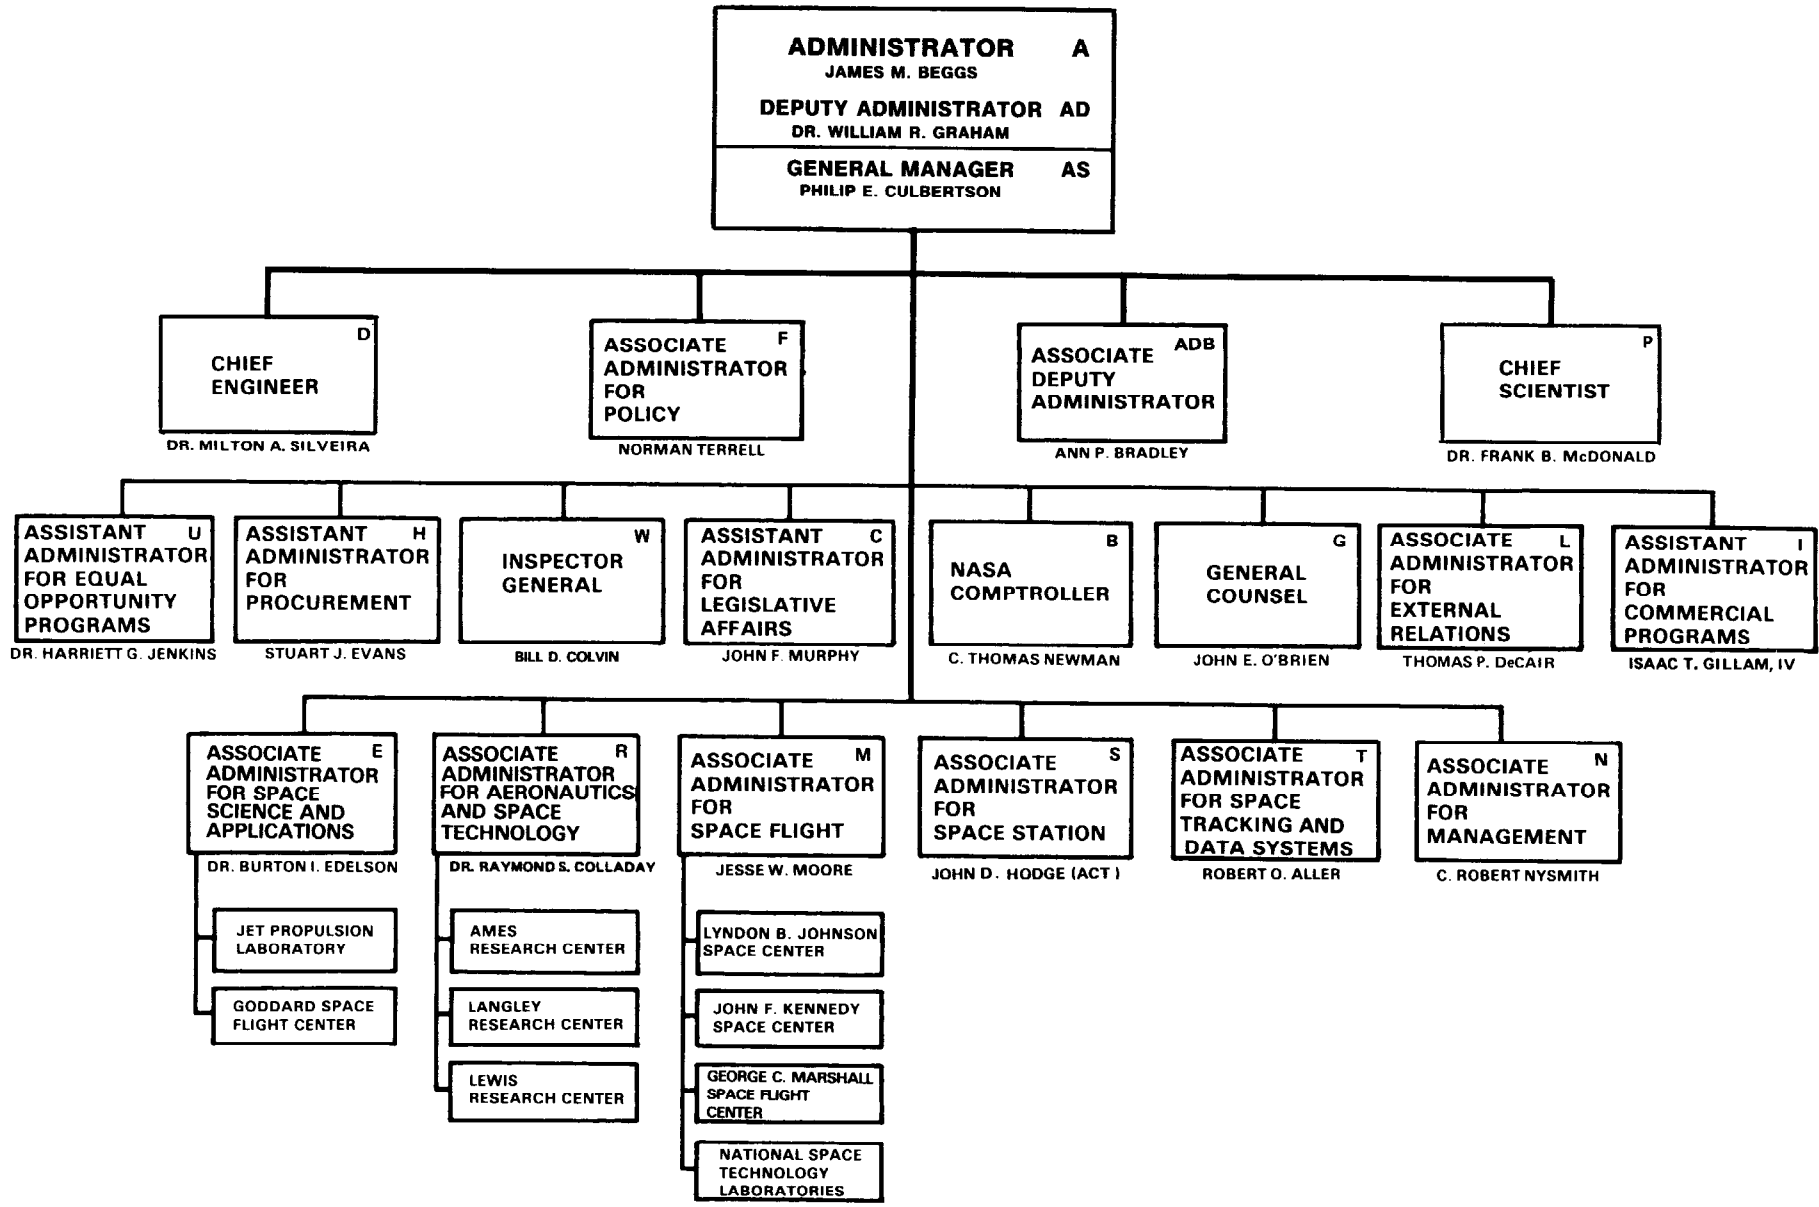 ADMINISTRATOR A
JAMES M. BEGGS
DEPUTY ADMINISTRATOR AD
DR. WILLIAM R. GRAHAM
GENERAL MANAGER AS
PHILIP E. CULBERTSON
D
CHIEF
ENGINEER
DR. MILTON A. SILVEIRA
ASSOCIATE F
ADMINISTRATOR
FOR
POLICY
NORMAN TERRELL
ASSOCIATE ADB
DEPUTY
ADMINISTRATOR
ANN P. BRADLEY
P
CHIEF
SCIENTIST
DR. FRANK B. McDONALD
ASSISTANT U
ADMINISTRATOR
FOR EQUAL
OPPORTUNITY
PROGRAMS
DR. HARRIETT G. JENKINS
ASSISTANT H
ADMINISTRATOR
FOR
PROCUREMENT
STUART J. EVANS
W
INSPECTOR
GENERAL
BILL D. COLVIN
ASSISTANT C
ADMINISTRATOR
FOR
LEGISLATIVE
AFFAIRS
JOHN F. MURPHY
B
NASA
COMPTROLLER
C. THOMAS NEWMAN
G
GENERAL
COUNSEL
JOHN E. O'BRIEN
ASSOCIATE L
ADMINISTRATOR
FOR
EXTERNAL
RELATIONS
THOMAS P. DeCAIR
ASSISTANT I
ADMINISTRATOR
FOR
COMMERCIAL
PROGRAMS
ISAAC T. GILLAM, IV
ASSOCIATE E
ADMINISTRATOR
FOR SPACE
SCIENCE AND
APPLICATIONS
DR. BURTON I. EDELSON
JET PROPULSION
LABORATORY
GODDARD SPACE
FLIGHT CENTER
ASSOCIATE R
ADMINISTRATOR
FOR AERONAUTICS
AND SPACE
TECHNOLOGY
DR. RAYMOND S. COLLADAY
AMES
RESEARCH CENTER
LANGLEY
RESEARCH CENTER
LEWIS
RESEARCH CENTER
ASSOCIATE M
ADMINISTRATOR
FOR
SPACE FLIGHT
JESSE W. MOORE
LYNDON B. JOHNSON
SPACE CENTER
JOHN F. KENNEDY
SPACE CENTER
GEORGE C. MARSHALL
SPACE FLIGHT
CENTER
NATIONAL SPACE
TECHNOLOGY
LABORATORIES
ASSOCIATE S
ADMINISTRATOR
FOR
SPACE STATION
JOHN D. HODGE (ACT )
ASSOCIATE T
ADMINISTRATOR
FOR SPACE
TRACKING AND
DATA SYSTEMS
ROBERT O. ALLER
ASSOCIATE N
ADMINISTRATOR
FOR
MANAGEMENT
C. ROBERT NYSMITH